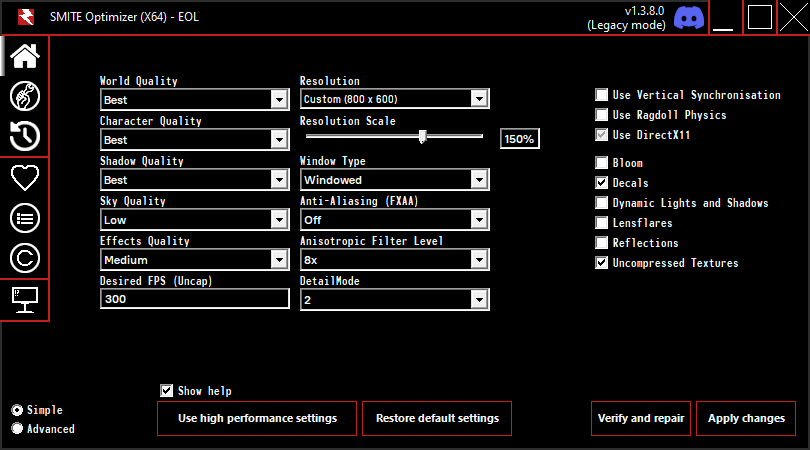 SMITE Optimizer (X64) - EOL
v1.3.8.0
(Legacy mode)
World Quality
Best
Character Quality
Best
Shadow Quality
Best
Sky Quality
Low
Effects Quality
Medium
Desired FPS (Uncap)
300
Resolution
Custom (800 x 600)
Resolution Scale
150%
Window Type
Windowed
Anti-Aliasing (FXAA)
Off
Anisotropic Filter Level
8x
DetailMode
2
Use Vertical Synchronisation
Use Ragdoll Physics
Use DirectX11
Bloom
Decals
Dynamic Lights and Shadows
Lensflares
Reflections
Uncompressed Textures
Show help
Simple
Advanced
Use high performance settings
Restore default settings
Verify and repair
Apply changes